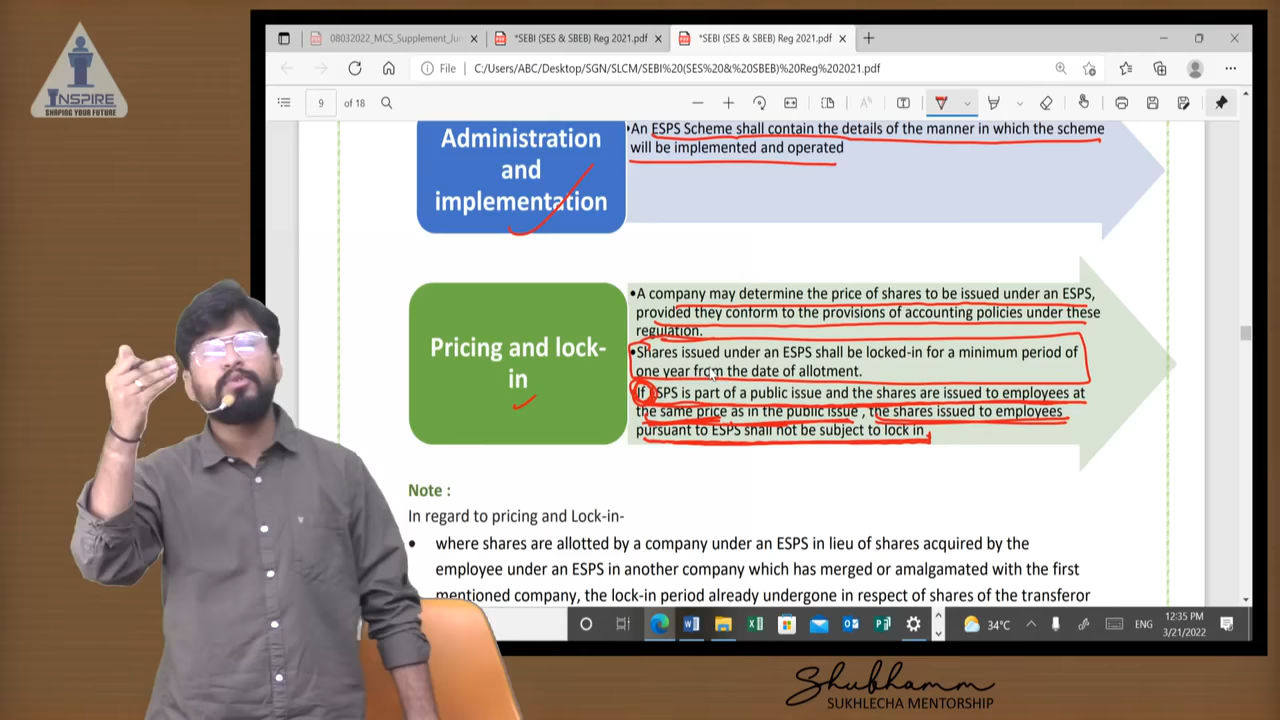 INSPIRE
SHAPING YOUR FUTURE
08032022_MCS_Supplement_Jun
*SEBI (SES & SBEB) Reg 2021.pdf
*SEBI (SES & SBEB) Reg 2021.pdf
File
C:/Users/ABC/Desktop/SGN/SLCM/SEBI%20(SES%20&%20SBEB)%20Reg%202021.pdf
9 of 18
Administration
and
implementation
•An ESPS Scheme shall contain the details of the manner in which the scheme
will be implemented and operated
Pricing and lock-
in
•A company may determine the price of shares to be issued under an ESPS,
provided they conform to the provisions of accounting policies under these
regulation.
•Shares issued under an ESPS shall be locked-in for a minimum period of
one year from the date of allotment.
If ESPS is part of a public issue and the shares are issued to employees at
the same price as in the public issue , the shares issued to employees
pursuant to ESPS shall not be subject to lock in.
Note :
In regard to pricing and Lock-in-
• where shares are allotted by a company under an ESPS in lieu of shares acquired by the
employee under an ESPS in another company which has merged or amalgamated with the first
mentioned company, the lock-in period already undergone in respect of shares of the transferor
34°C
ENG
12:35 PM
3/21/2022
Shubhamm
SUKHLECHA MENTORSHIP